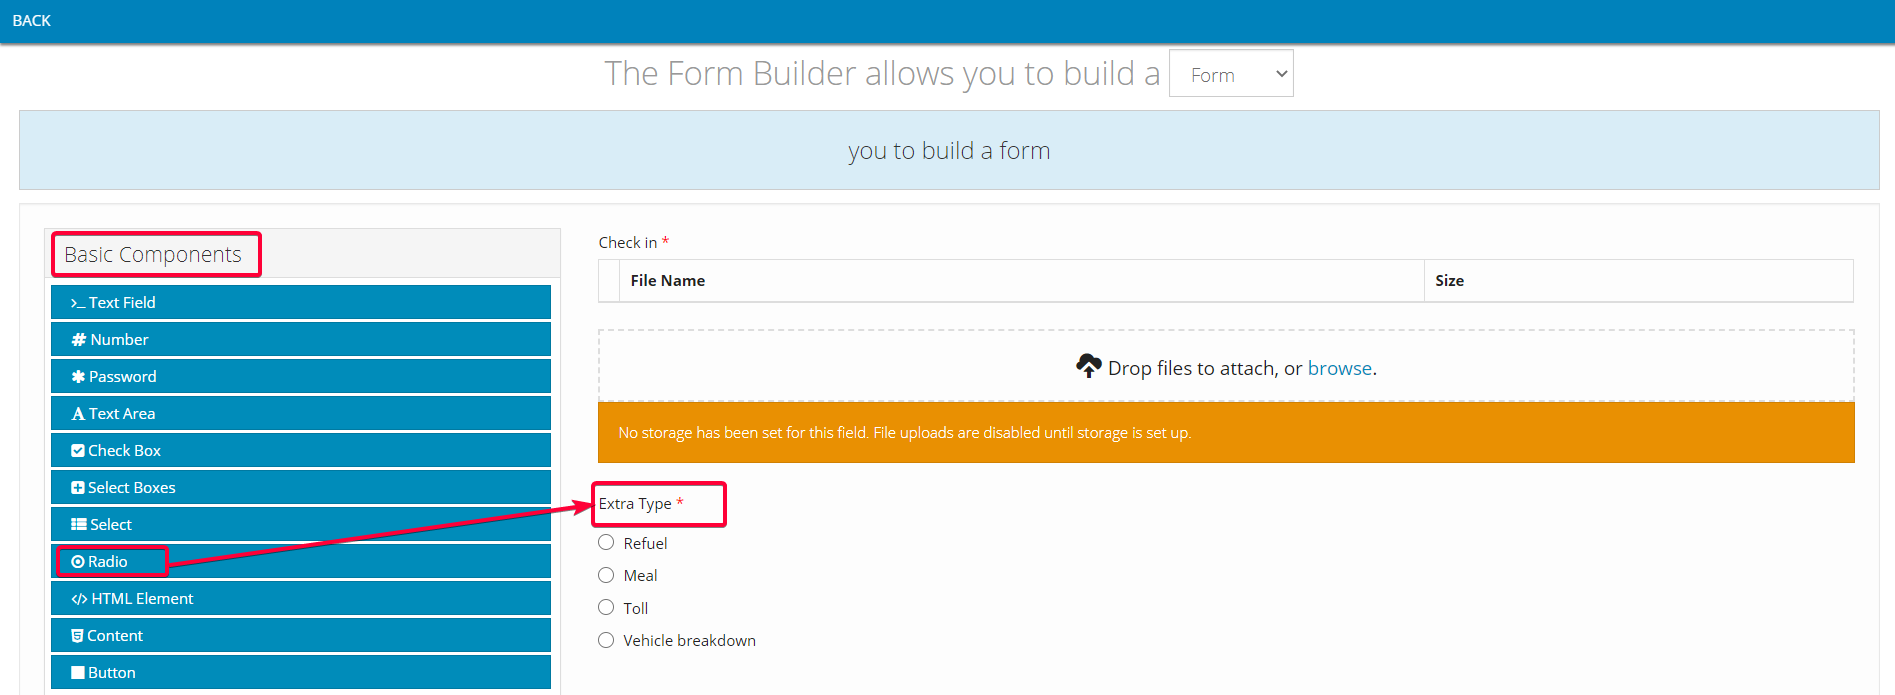 BACK
The Form Builder allows you to build a Form
you to build a form
Basic Components
Text Field
Number
Password
Text Area
Check Box
Select Boxes
Select
Radio
HTML Element
Content
Button
Check in *
File Name Size
Drop files to attach, or browse.
No storage has been set for this field. File uploads are disabled until storage is set up.
Extra Type *
Refuel
Meal
Toll
Vehicle breakdown